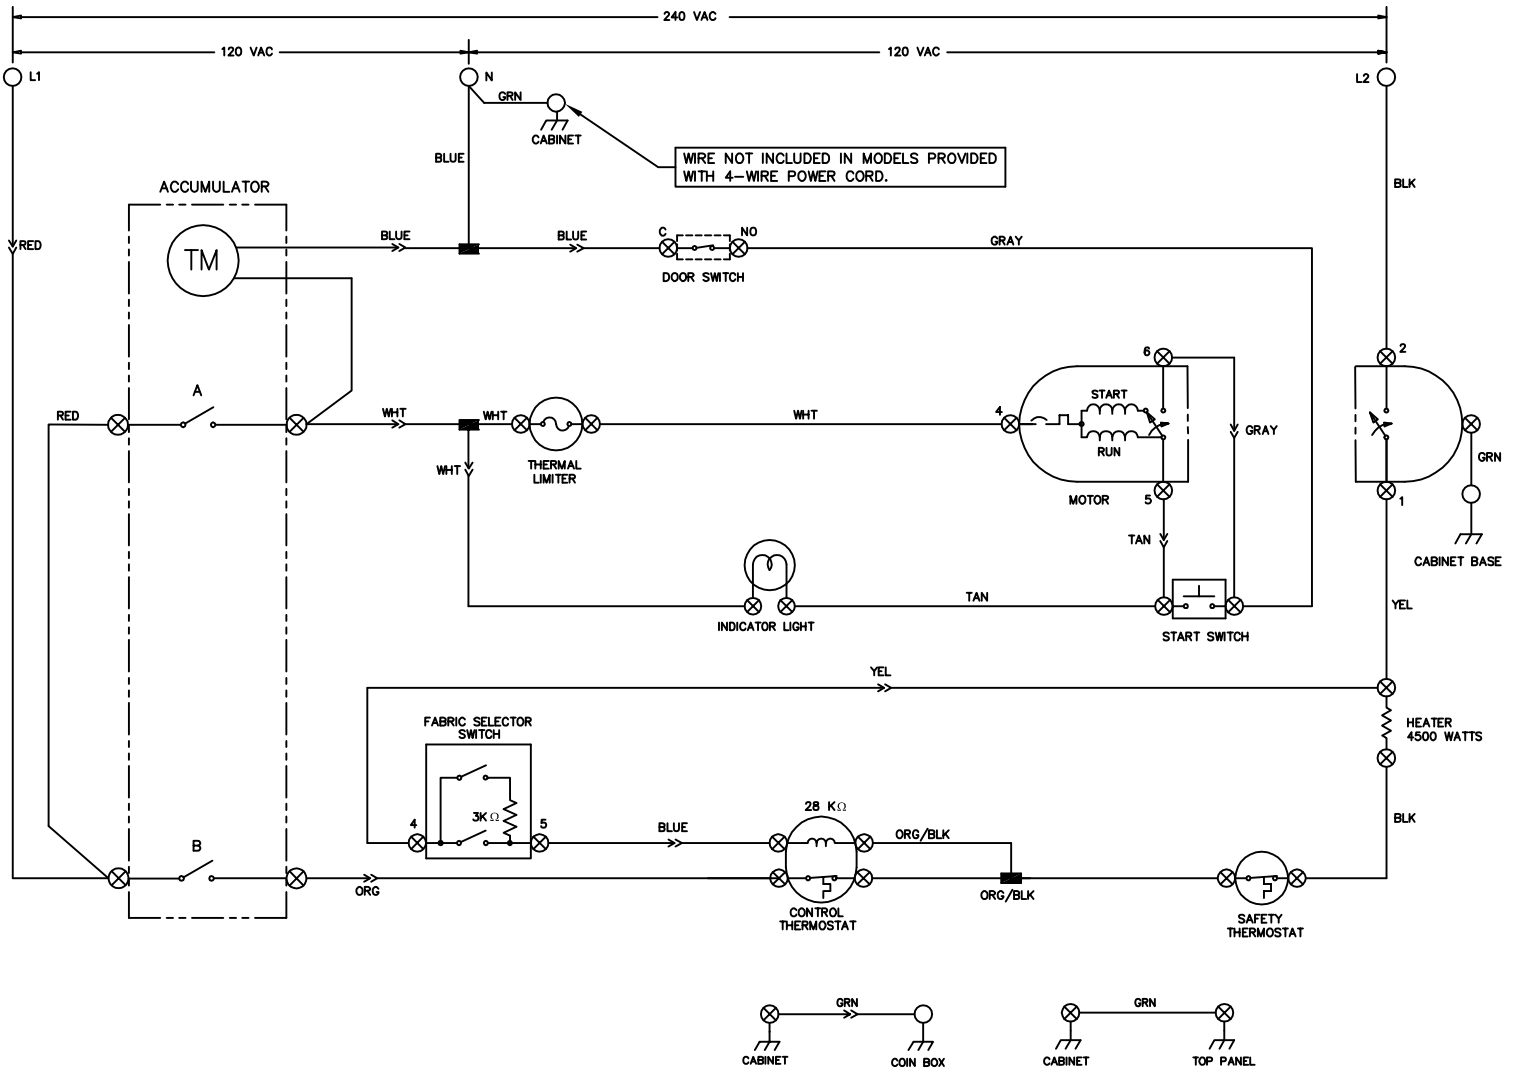 240 VAC
120 VAC
120 VAC
L1
N
L2
GRN
CABINET
BLUE
WIRE NOT INCLUDED IN MODELS PROVIDED
WITH 4-WIRE POWER CORD.
BLK
ACCUMULATOR
RED
TM
BLUE
BLUE
C
NO
DOOR SWITCH
GRAY
A
RED
WHT
WHT
WHT
THERMAL
LIMITER
WHT
4
6
START
RUN
5
MOTOR
GRAY
TAN
2
1
GRN
CABINET BASE
INDICATOR LIGHT
TAN
START SWITCH
YEL
YEL
FABRIC SELECTOR
SWITCH
4
3K Ω
5
BLUE
28 K Ω
ORG/BLK
HEATER
4500 WATTS
BLK
B
ORG
CONTROL
THERMOSTAT
ORG/BLK
SAFETY
THERMOSTAT
GRN
CABINET
COIN BOX
GRN
CABINET
TOP PANEL